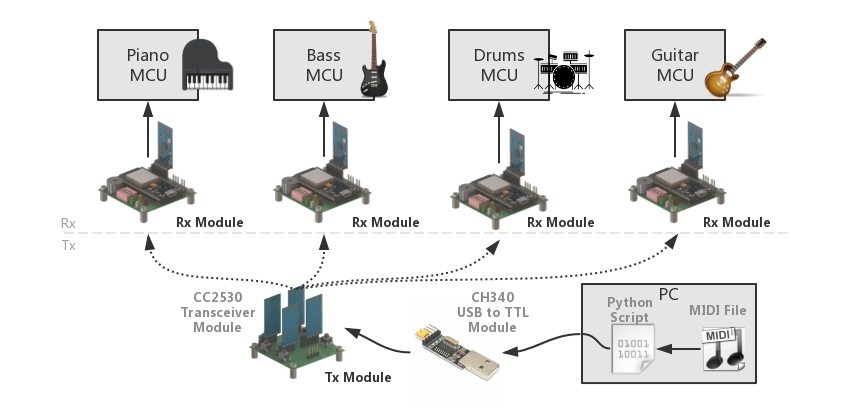 Piano
MCU
Bass
MCU
Drums
MCU
Guitar
MCU
Rx Module
Rx Module
Rx Module
Rx Module
Rx
Tx
CC2530
Transceiver
Module
Tx Module
CH340
USB to TTL
Module
PC
Python
Script
01001
10011
MIDI File
MIDI